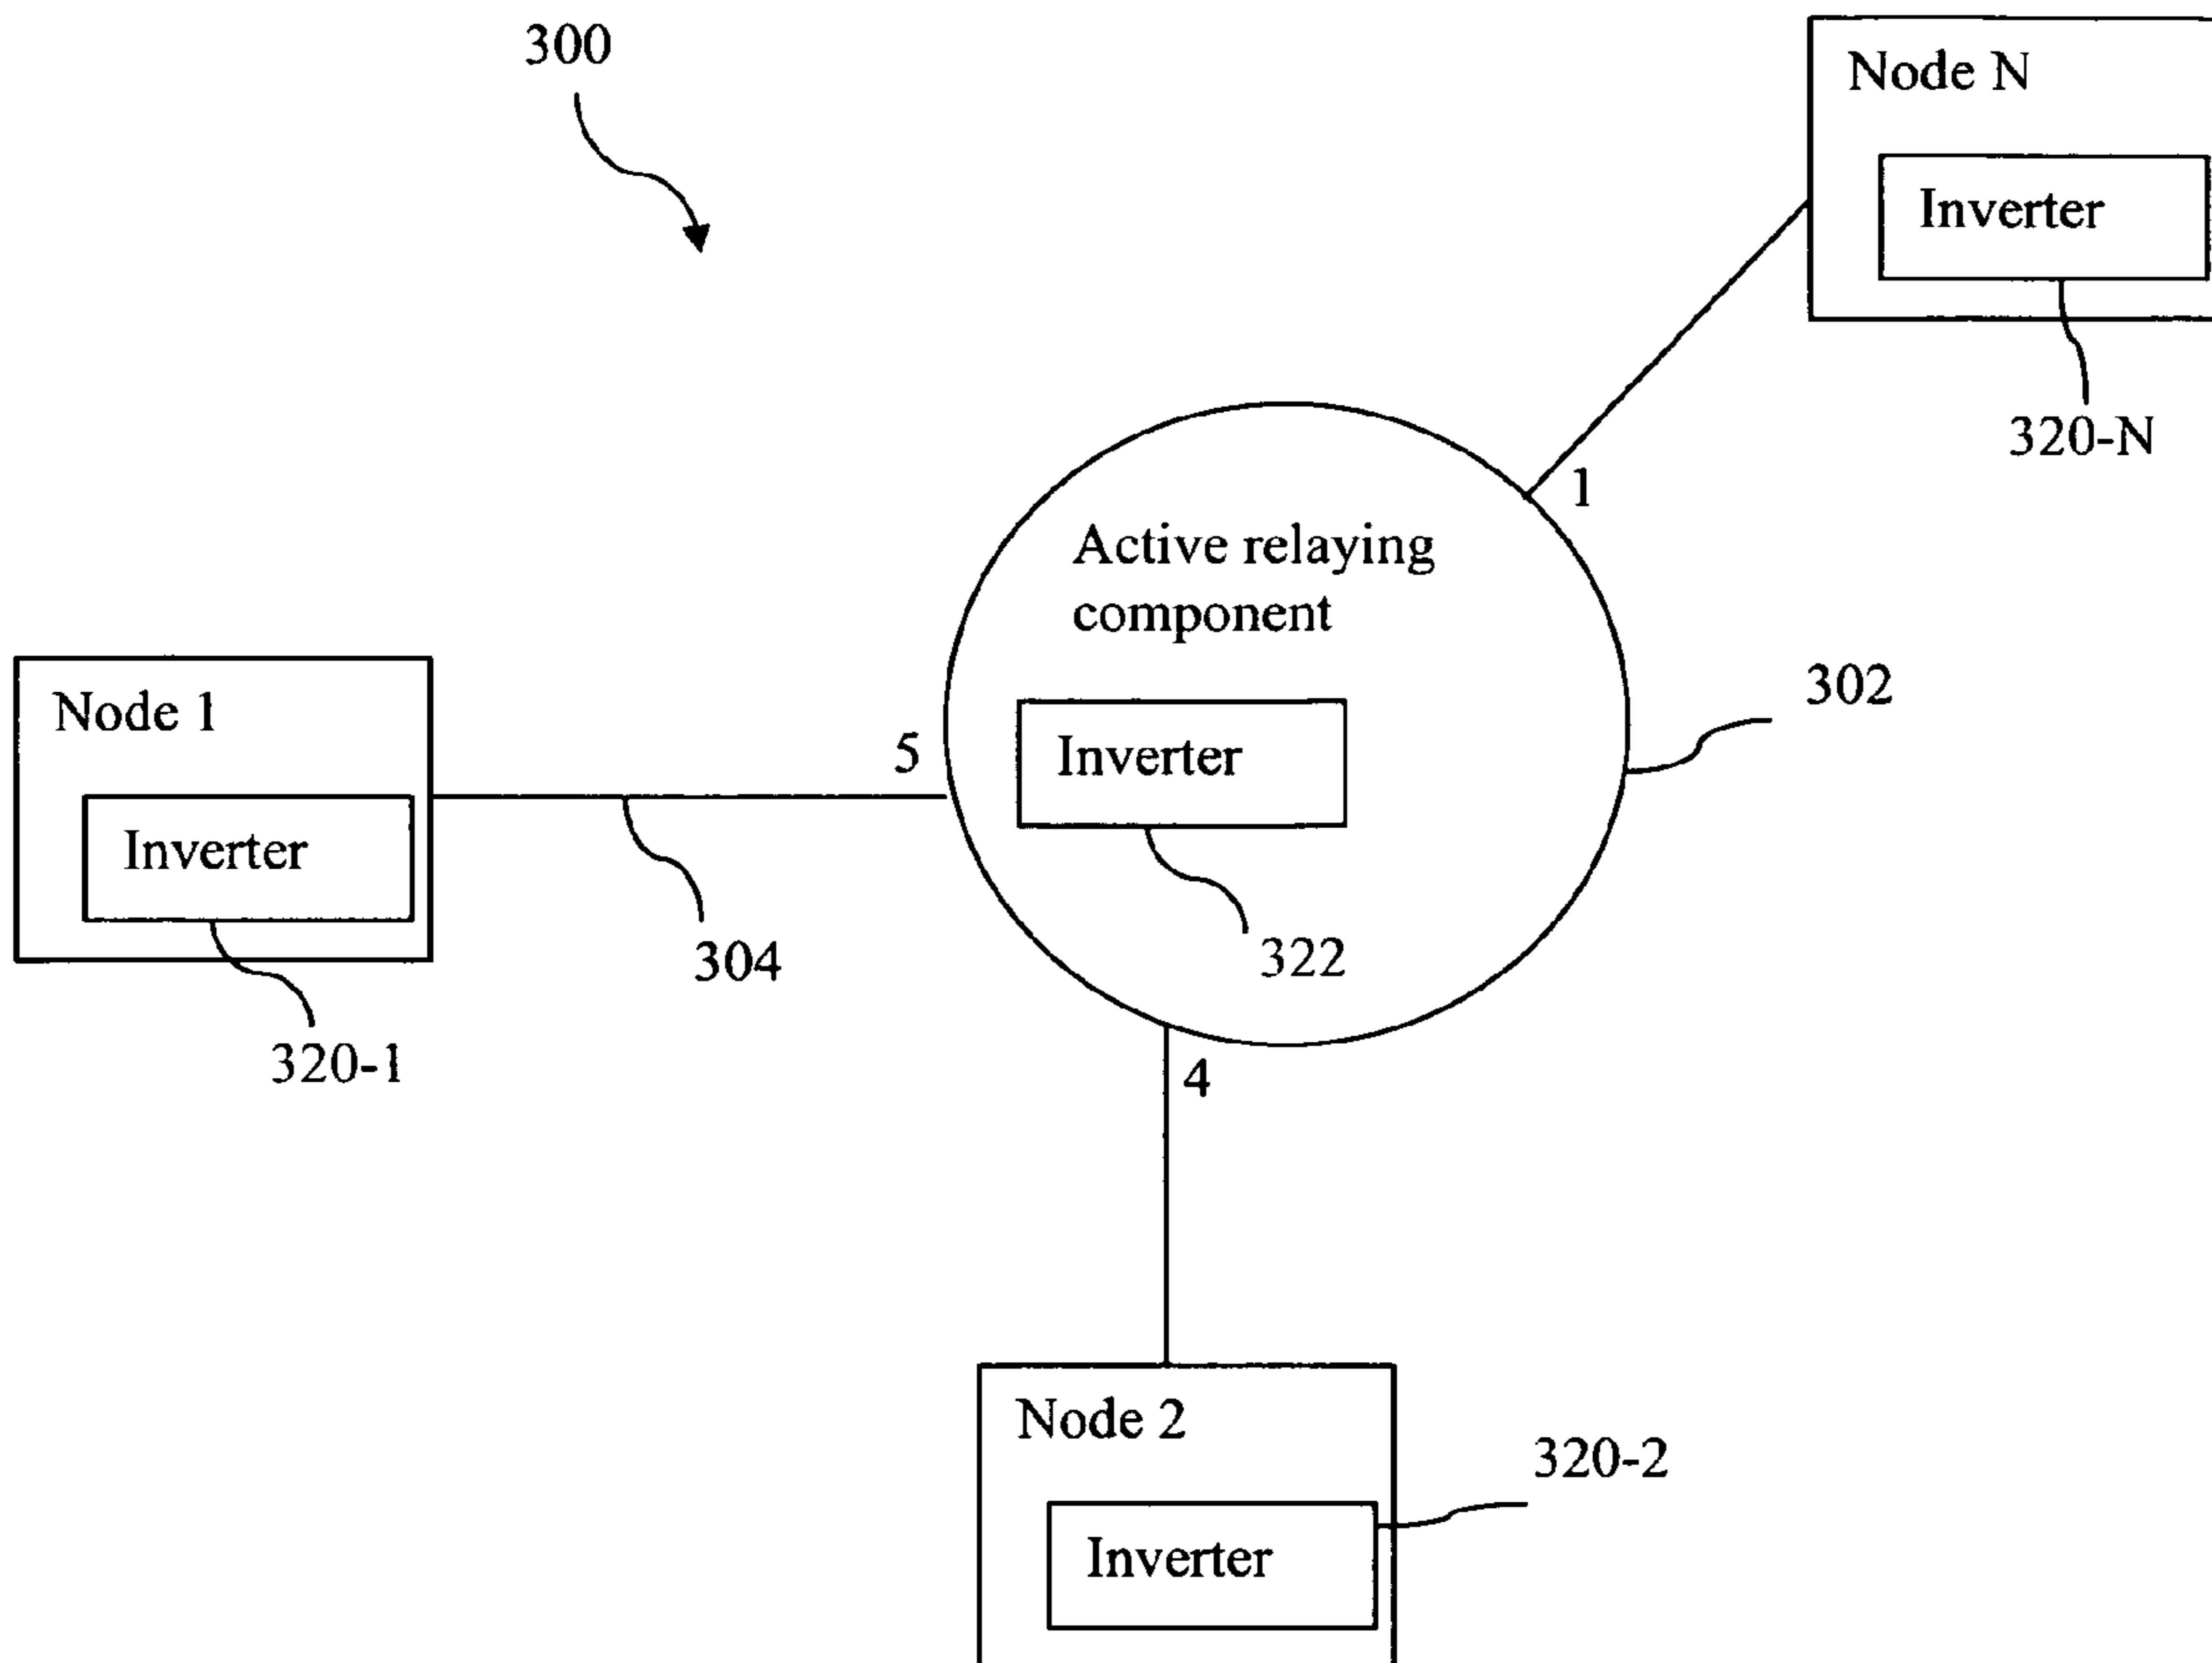 300
Node N
Inverter
320-N
1
Active relaying
component
302
Node 1
5
Inverter
Inverter
304
322
320-1
4
Node 2
320-2
Inverter